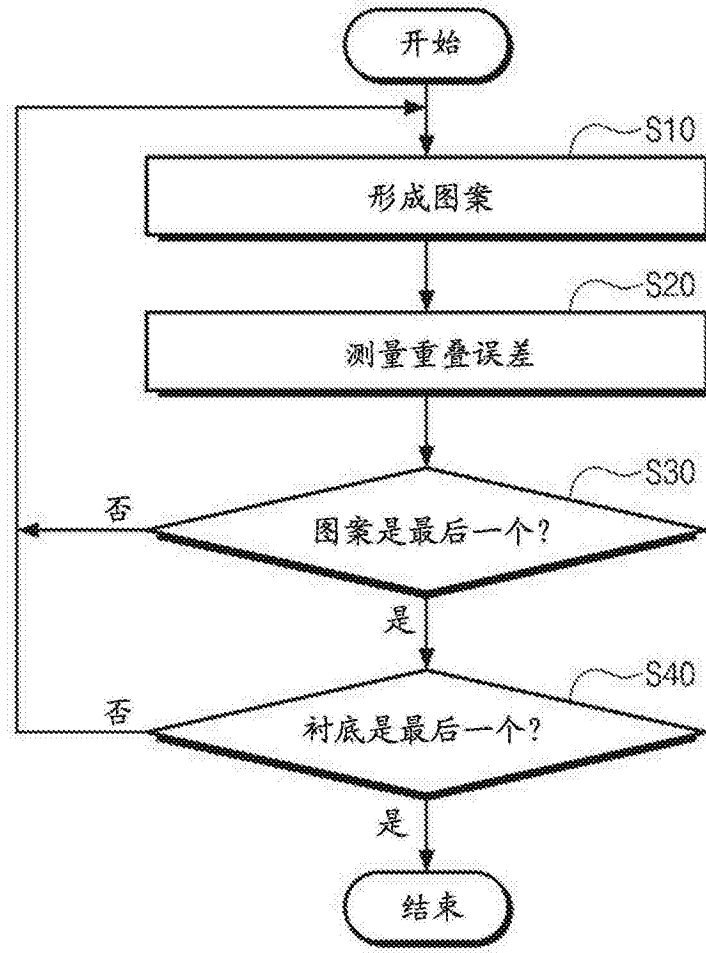 开始
S10
形成图案
S20
测量重叠误差
S30
否
图案是最后一个?
是
S40
否
衬底是最后一个?
是
结束